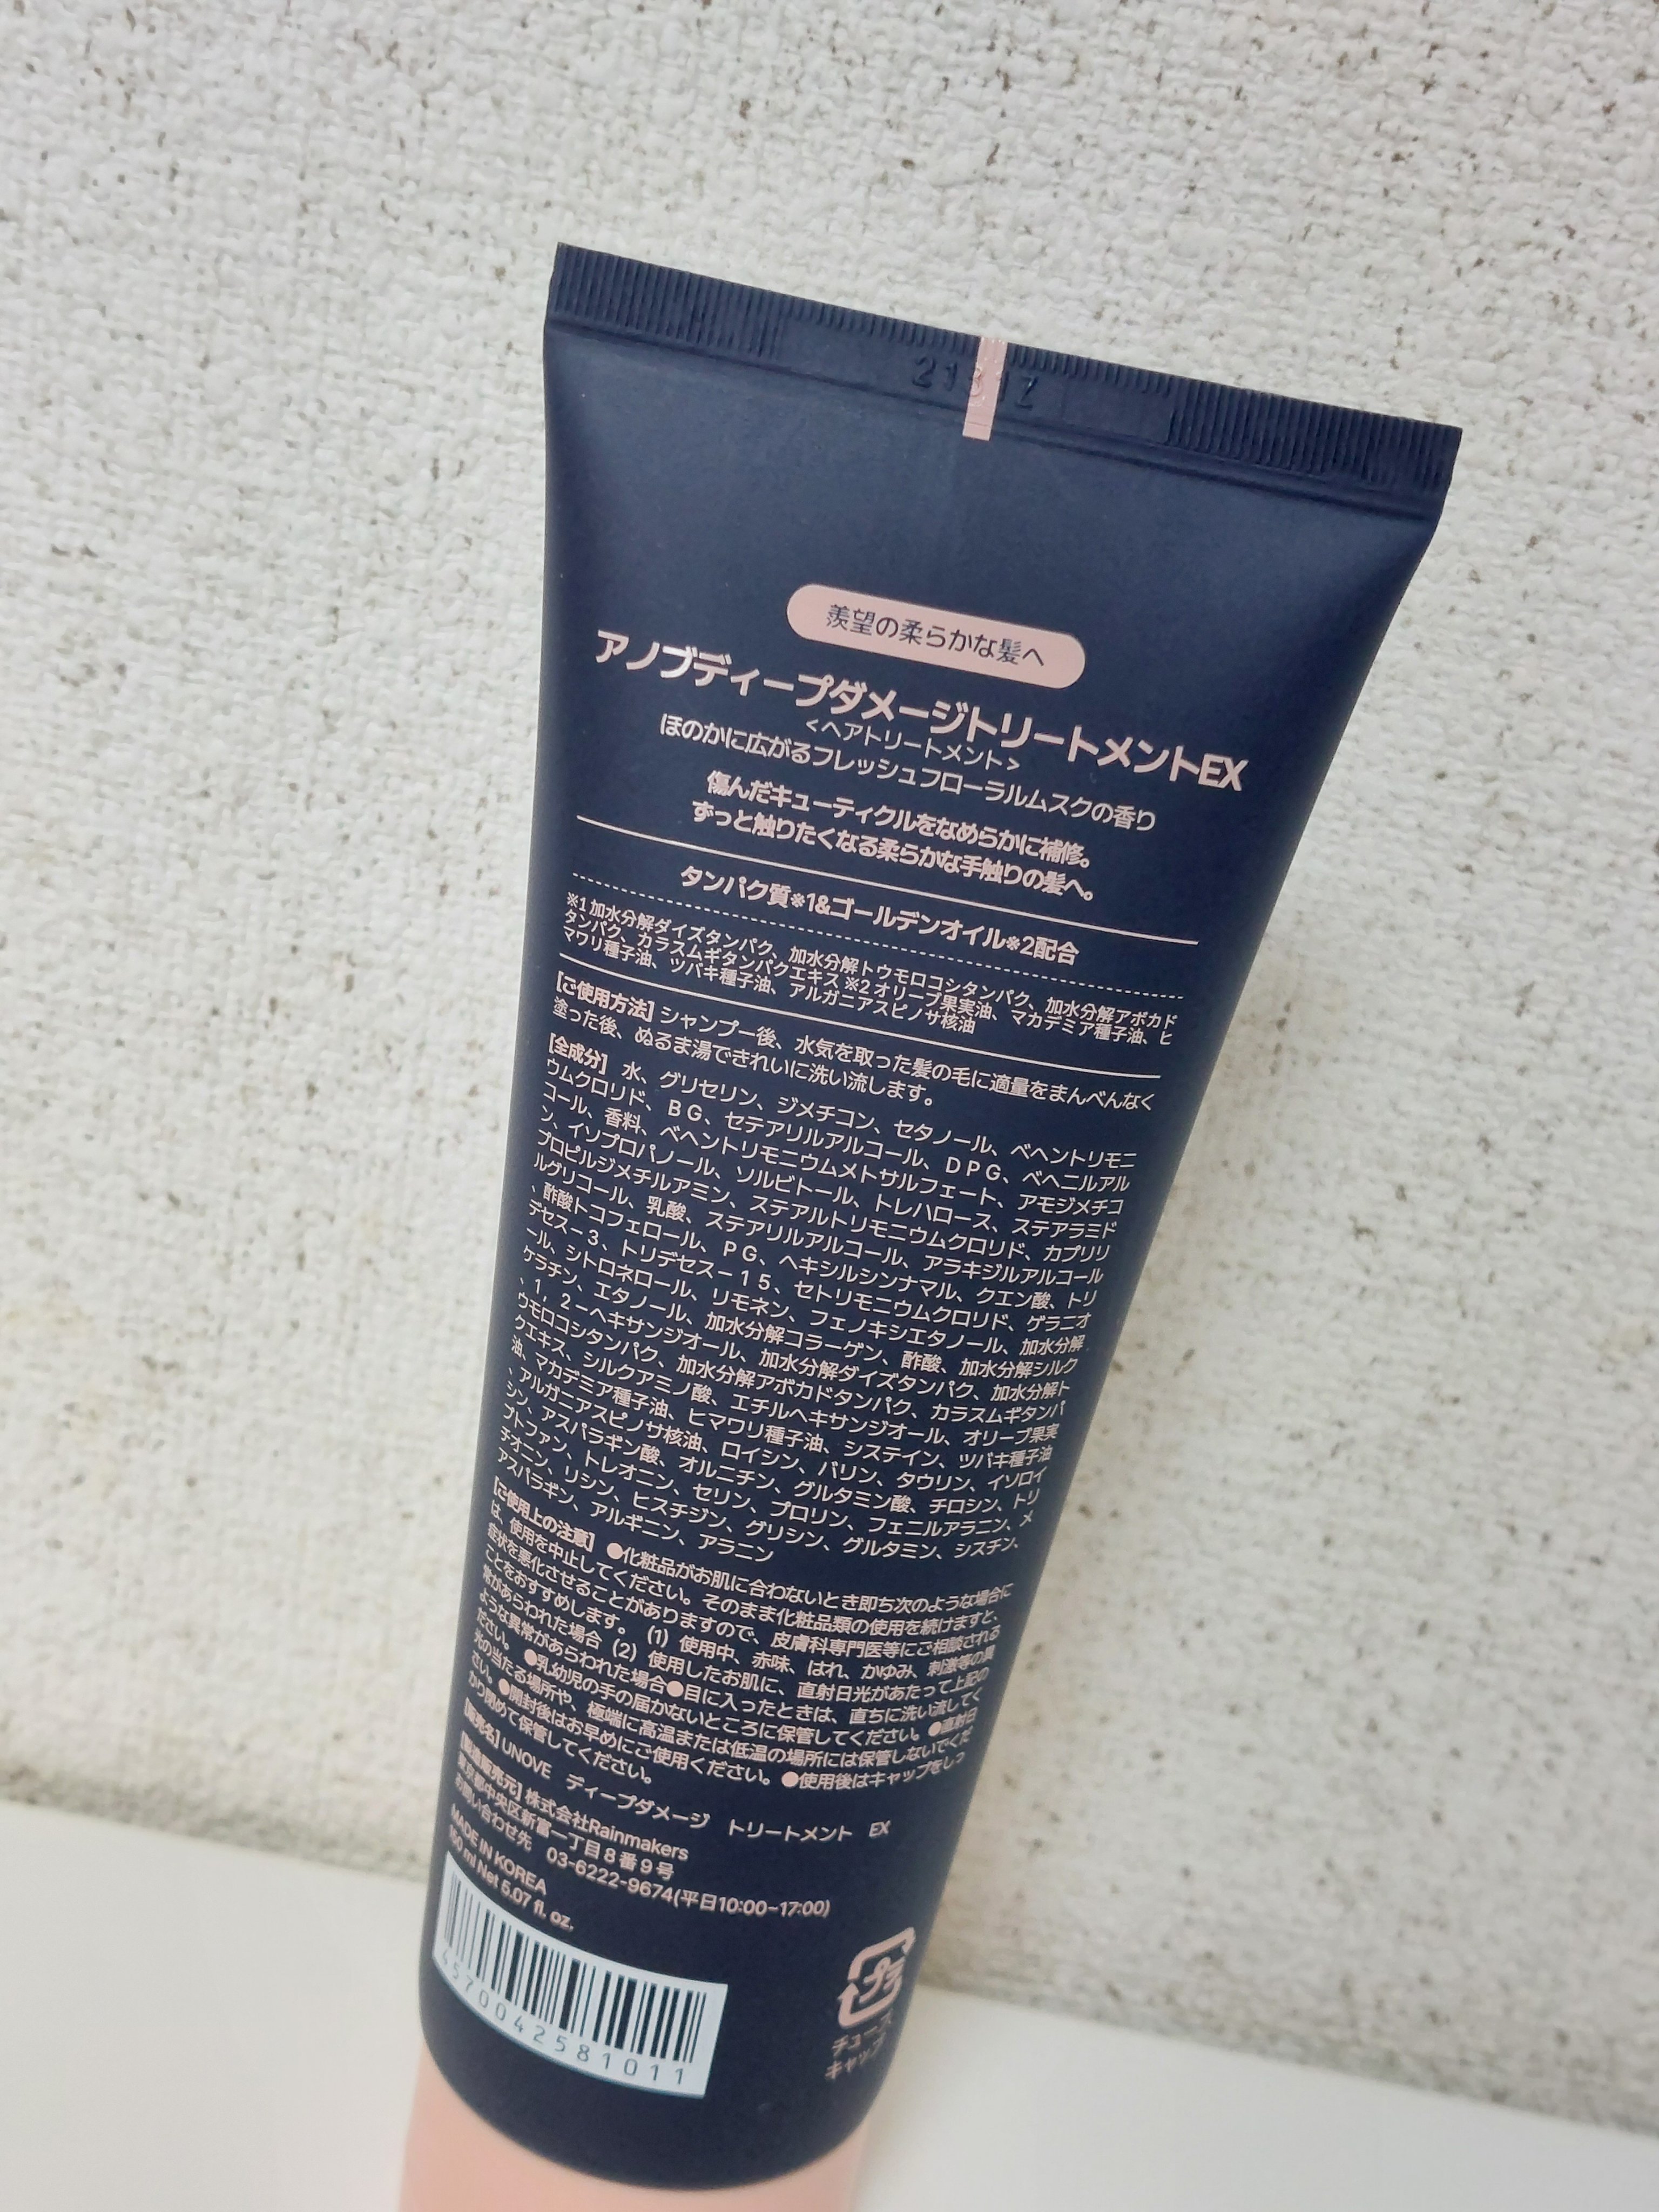 羨望の柔らかな髪へ
アノブディープダメージトリートメントEX
<ヘアトリートメント>
ほのかに広がるフレッシュフローラルムスクの香り
傷んだキューティクルをなめらかに補修。
ずっと触りたくなる柔らかな手触りの髪へ。
タンパク質※1&ゴールデンオイル※2配合
※1 加水分解ダイズタンパク、加水分解トウモロコシタンパク、加水分解アボカド
タンパク、カラスムギタンパクエキス ※2 オリーブ果実油、マカデミア種子油、ヒ
マワリ種子油、ツバキ種子油、アルガニアスピノサ核油
[ご使用方法] シャンプー後、水気を取った髪の毛に適量をまんべんなく
塗った後、ぬるま湯できれいに洗い流します。
[全成分] 水、グリセリン、ジメチコン、セタノール、ベヘントリモニ
ウムクロリド、BG、セテアリルアルコール、DPG、ベヘニルアル
コール、香料、ベヘントリモニウムメトサルフェート、アモジメチコ
ン、イソプロパノール、ソルビトール、トレハロース、ステアラミド
プロピルジメチルアミン、ステアルトリモニウムクロリド、カプリリ
ルグリコール、乳酸、ステアリルアルコール、アラキジルアルコール
、酢酸トコフェロール、PG、ヘキシルシンナマル、クエン酸、トリ
デセス－3、トリデセス－15、セトリモニウムクロリド、ゲラニオ
ール、シトロネロール、リモネン、フェノキシエタノール、加水分解
ケラチン、エタノール、加水分解コラーゲン、酢酸、加水分解シルク
、1，2－ヘキサンジオール、加水分解ダイズタンパク、加水分解ト
ウモロコシタンパク、加水分解アボカドタンパク、カラスムギタンパ
クエキス、シルクアミノ酸、エチルヘキサンジオール、オリーブ果実
油、マカデミア種子油、ヒマワリ種子油、システイン、ツバキ種子油
、アルガニアスピノサ核油、ロイシン、バリン、タウリン、イソロイ
シン、アスパラギン酸、オルニチン、グルタミン酸、チロシン、トリ
プトファン、トレオニン、セリン、プロリン、フェニルアラニン、メ
チオニン、リシン、ヒスチジン、グリシン、グルタミン、シスチン、
アスパラギン、アルギニン、アラニン
[ご使用上の注意] ●化粧品がお肌に合わないとき即ち次のような場合に
は、使用を中止してください。そのまま化粧品類の使用を続けますと、
症状を悪化させることがありますので、皮膚科専門医等にご相談される
ことをおすすめします。 (1) 使用中、赤味、はれ、かゆみ、刺激等の異
常があらわれた場合 (2) 使用したお肌に、直射日光があたって上記の
ような異常があらわれた場合●目に入ったときは、直ちに洗い流してく
ださい。 ●乳幼児の手の届かないところに保管してください。 ●直射日
光の当たる場所や、極端に高温または低温の場所には保管しないでくだ
さい。●開封後はお早めにご使用ください。●使用後はキャップをしっ
かり閉めて保管してください。
[販売名] UNOVE ディープダメージ トリートメント EX
[製造販売元] 株式会社Rainmakers
東京都中央区新富一丁目8番9号
お問い合わせ先 03-6222-9674(平日10:00~17:00)
MADE IN KOREA
150 ml Net 5.07 fl. oz.
4570042581011
プラ
チューブ
キャップ